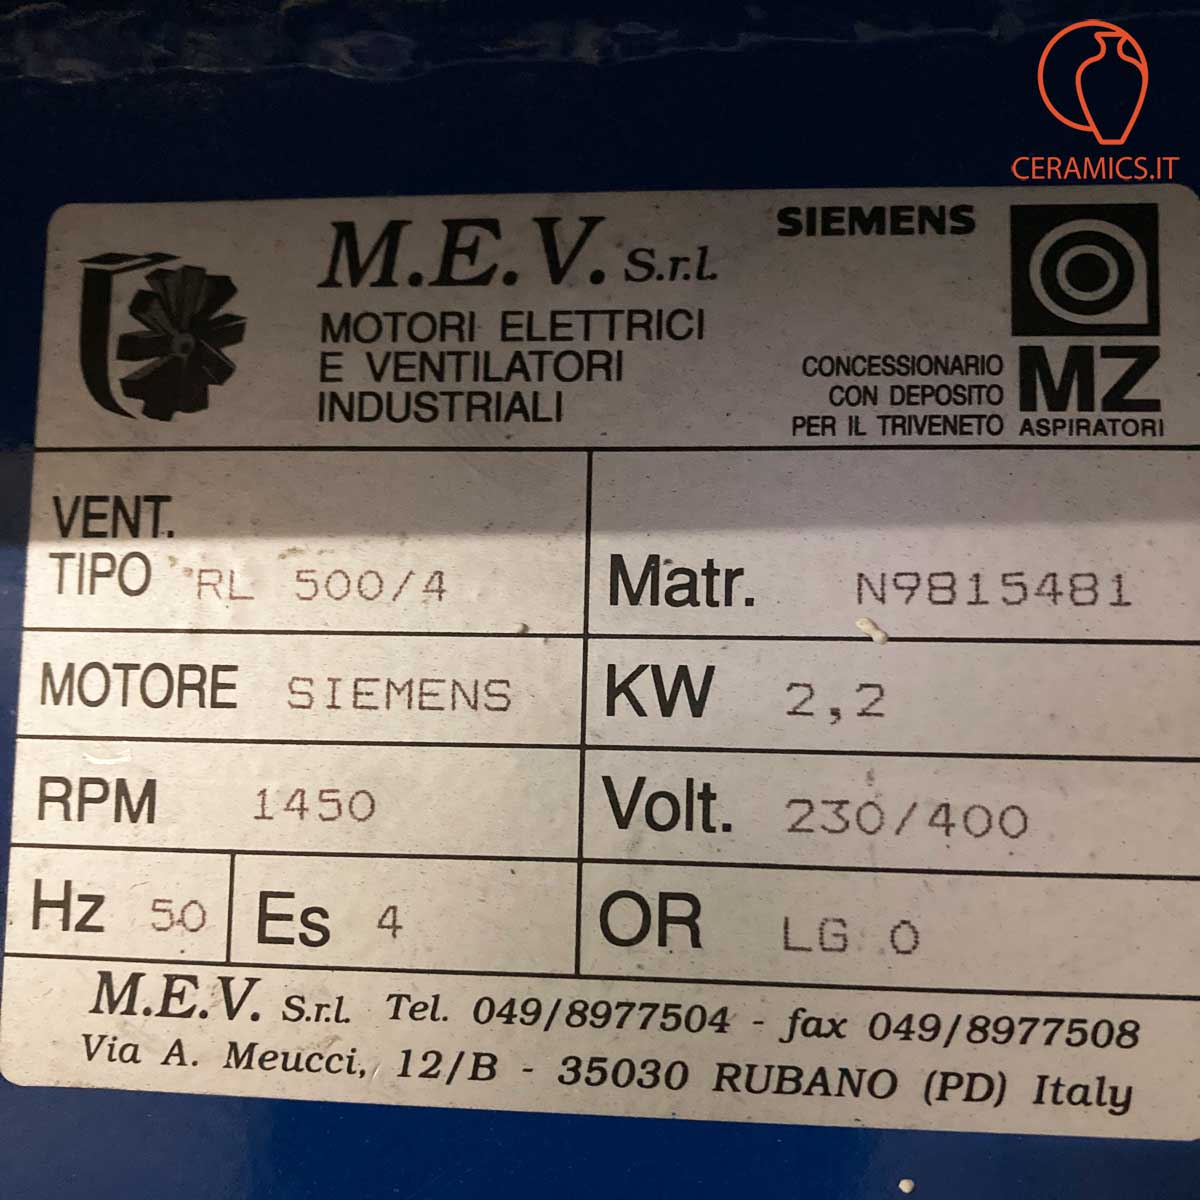 CERAMICS.IT
M.E.V. S.r.l.
MOTORI ELETTRICI
E VENTILATORI
INDUSTRIALI
SIEMENS
CONCESSIONARIO
CON DEPOSITO
PER IL TRIVENETO
MZ
ASPIRATORI
VENT.
TIPO RL 500/4
Matr. N9815481
MOTORE SIEMENS
KW 2,2
RPM 1450
Volt. 230/400
Hz 50
Es 4
OR LG 0
M.E.V. S.r.l. Tel. 049/8977504 - fax 049/8977508
Via A. Meucci, 12/B - 35030 RUBANO (PD) Italy